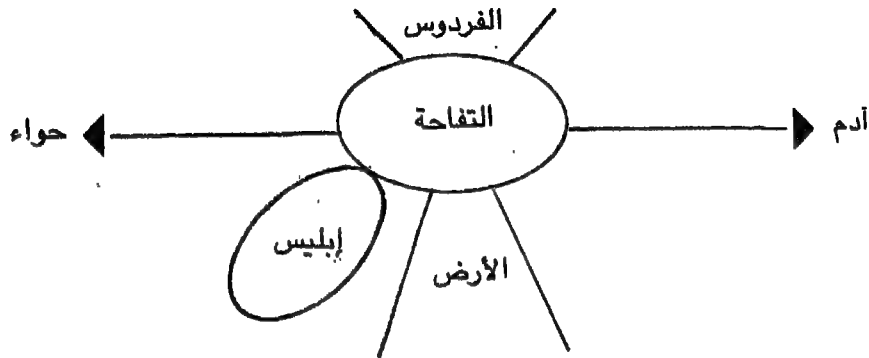 الفردوس
التفاحة
آدم
حواء
إبليس
الأرض